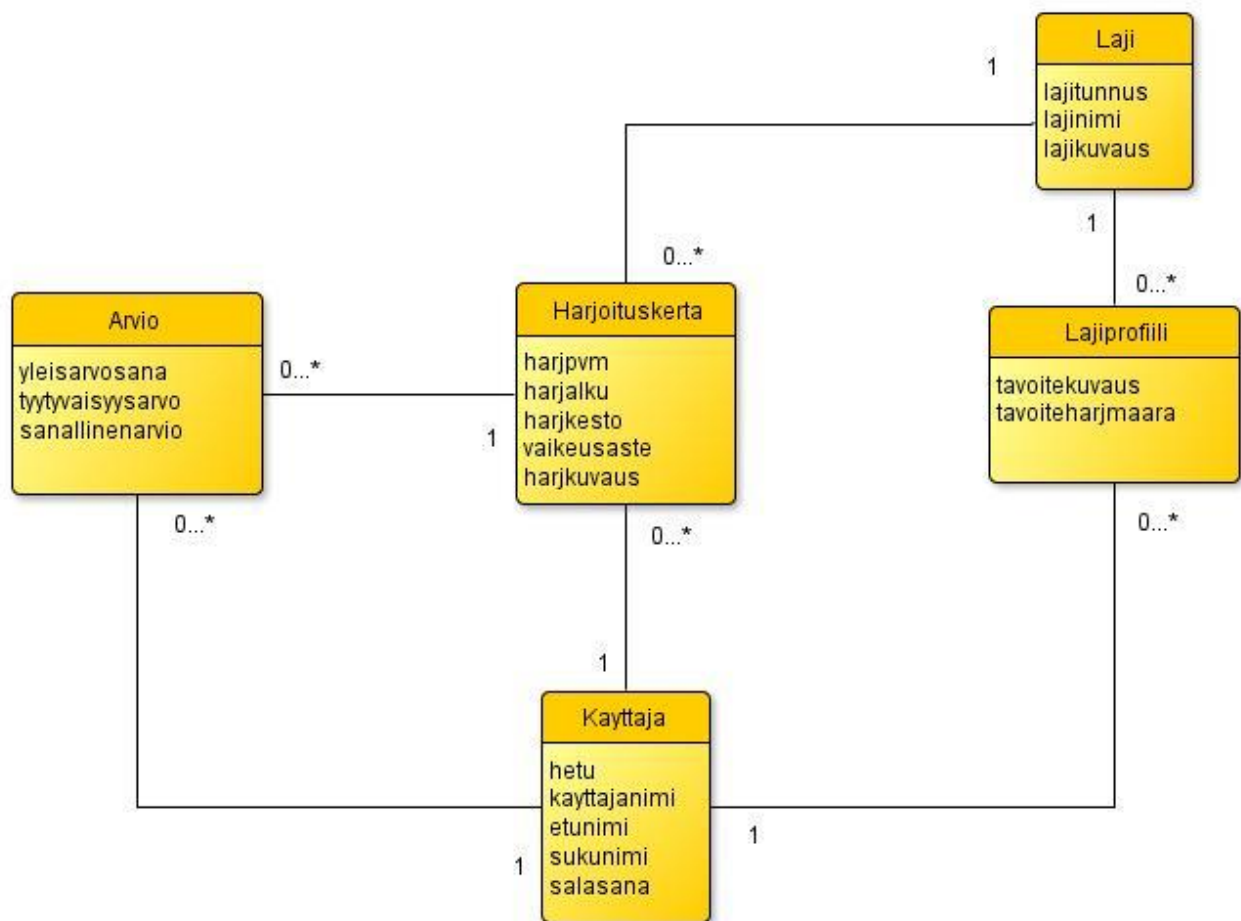 Laji
lajitunnus
lajinimi
lajikuvaus
1
1
0...*
0...*
Harjoituskerta
harjpvm
harjalku
harjkesto
vaikeusaste
harjkuvaus
Lajiprofiili
tavoitekuvaus
tavoiteharjmaara
Arvio
yleisarvosana
tyytyvaisyysarvo
sanallinenarvio
0...*
1
0...*
0...*
0...*
1
Kayttaja
hetu
kayttajanimi
etunimi
sukunimi
salasana
1
1